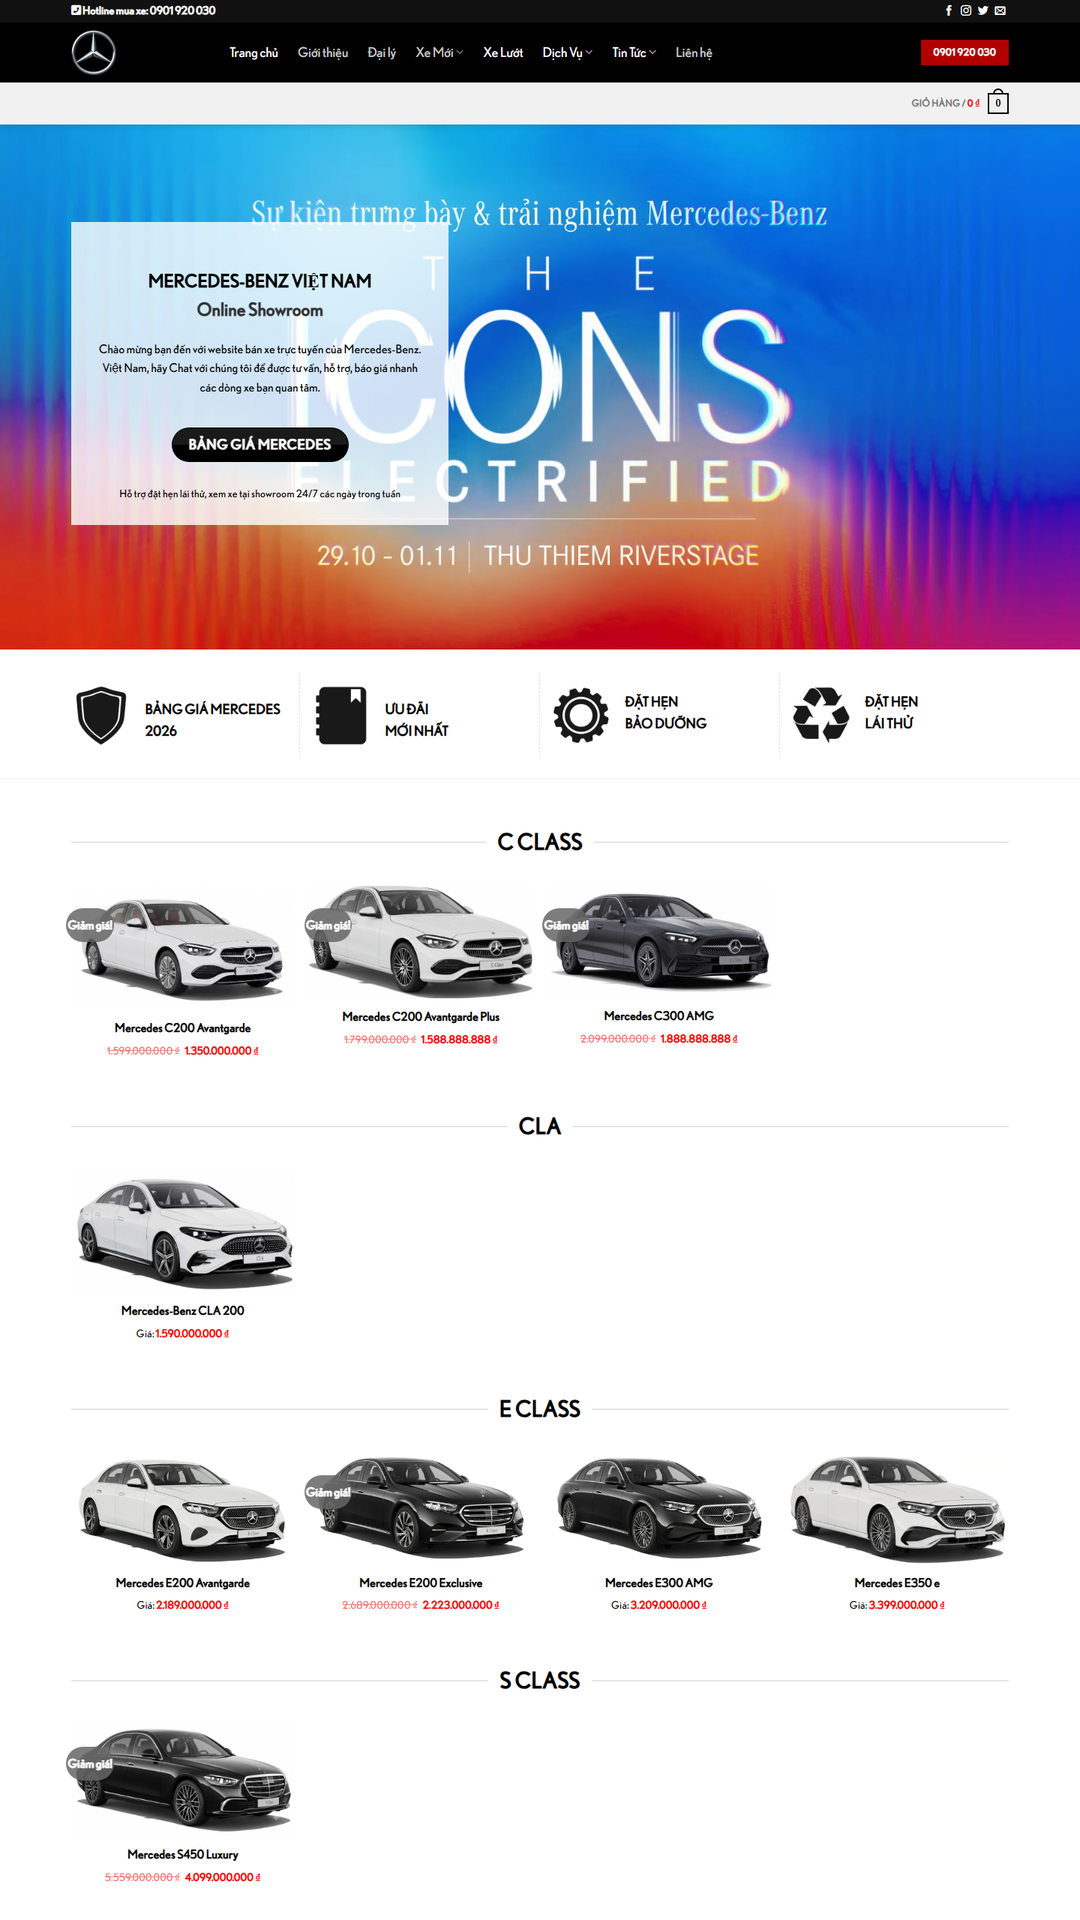 Hotline mua xe: 0901 920 030
Trang chủ
Giới thiệu
Đại lý
Xe Mới
Xe Lướt
Dịch Vụ
Tin Tức
Liên hệ
0901 920 030
GIỎ HÀNG / 0 ₫
0
Sự kiện trưng bày & trải nghiệm Mercedes-Benz
THE
ICONS
ELECTRIFIED
29.10 - 01.11 | THU THIEM RIVERSTAGE
MERCEDES-BENZ VIỆT NAM
Online Showroom
Chào mừng bạn đến với website bán xe trực tuyến của Mercedes-Benz.
Việt Nam, hãy Chat với chúng tôi để được tư vấn, hỗ trợ, báo giá nhanh
các dòng xe bạn quan tâm.
BẢNG GIÁ MERCEDES
Hỗ trợ đặt hẹn lái thử, xem xe tại showroom 24/7 các ngày trong tuần
BẢNG GIÁ MERCEDES
2026
ƯU ĐÃI
MỚI NHẤT
ĐẶT HẸN
BẢO DƯỠNG
ĐẶT HẸN
LÁI THỬ
C CLASS
Giảm giá!
Mercedes C200 Avantgarde
1.599.000.000 ₫ 1.350.000.000 ₫
Giảm giá!
Mercedes C200 Avantgarde Plus
1.799.000.000 ₫ 1.588.888.888 ₫
Giảm giá!
Mercedes C300 AMG
2.099.000.000 ₫ 1.888.888.888 ₫
CLA
CLA
Mercedes-Benz CLA 200
Giá: 1.590.000.000 ₫
E CLASS
Mercedes E200 Avantgarde
Giá: 2.189.000.000 ₫
Giảm giá!
Mercedes E200 Exclusive
2.689.000.000 ₫ 2.223.000.000 ₫
Mercedes E300 AMG
Giá: 3.209.000.000 ₫
Mercedes E350 e
Giá: 3.399.000.000 ₫
S CLASS
Giảm giá!
Mercedes S450 Luxury
5.559.000.000 ₫ 4.099.000.000 ₫